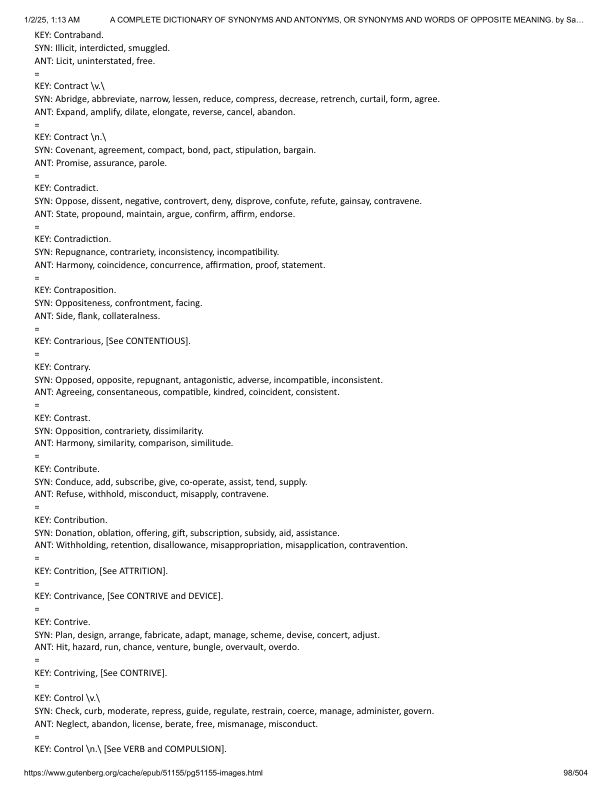 1/2/25, 1:13 AM A COMPLETE DICTIONARY OF SYNONYMS AND ANTONYMS, OR SYNONYMS AND WORDS OF OPPOSITE MEANING. by Sa…
KEY: Contraband.
SYN: Illicit, interdicted, smuggled.
ANT: Licit, uninterstated, free.
=
KEY: Contract \v.\
SYN: Abridge, abbreviate, narrow, lessen, reduce, compress, decrease, retrench, curtail, form, agree.
ANT: Expand, amplify, dilate, elongate, reverse, cancel, abandon.
=
KEY: Contract \n.\
SYN: Covenant, agreement, compact, bond, pact, stipulation, bargain.
ANT: Promise, assurance, parole.
=
KEY: Contradict.
SYN: Oppose, dissent, negative, controvert, deny, disprove, confute, refute, gainsay, contravene.
ANT: State, propound, maintain, argue, confirm, affirm, endorse.
=
KEY: Contradiction.
SYN: Repugnance, contrariety, inconsistency, incompatibility.
ANT: Harmony, coincidence, concurrence, affirmation, proof, statement.
=
KEY: Contraposition.
SYN: Oppositeness, confrontment, facing.
ANT: Side, flank, collateralness.
=
KEY: Contrarious, [See CONTENTIOUS].
=
KEY: Contrary.
SYN: Opposed, opposite, repugnant, antagonistic, adverse, incompatible, inconsistent.
ANT: Agreeing, consentaneous, compatible, kindred, coincident, consistent.
=
KEY: Contrast.
SYN: Opposition, contrariety, dissimilarity.
ANT: Harmony, similarity, comparison, similitude.
=
KEY: Contribute.
SYN: Conduce, add, subscribe, give, co-operate, assist, tend, supply.
ANT: Refuse, withhold, misconduct, misapply, contravene.
=
KEY: Contribution.
SYN: Donation, oblation, offering, gift, subscription, subsidy, aid, assistance.
ANT: Withholding, retention, disallowance, misappropriation, misapplication, contravention.
=
KEY: Contrition, [See ATTRITION].
=
KEY: Contrivance, [See CONTRIVE and DEVICE].
=
KEY: Contrive.
SYN: Plan, design, arrange, fabricate, adapt, manage, scheme, devise, concert, adjust.
ANT: Hit, hazard, run, chance, venture, bungle, overvault, overdo.
=
KEY: Contriving, [See CONTRIVE].
=
KEY: Control \v.\
SYN: Check, curb, moderate, repress, guide, regulate, restrain, coerce, manage, administer, govern.
ANT: Neglect, abandon, license, berate, free, mismanage, misconduct.
=
KEY: Control \n.\ [See VERB and COMPULSION].
https://www.gutenberg.org/cache/epub/51155/pg51155-images.html 98/504